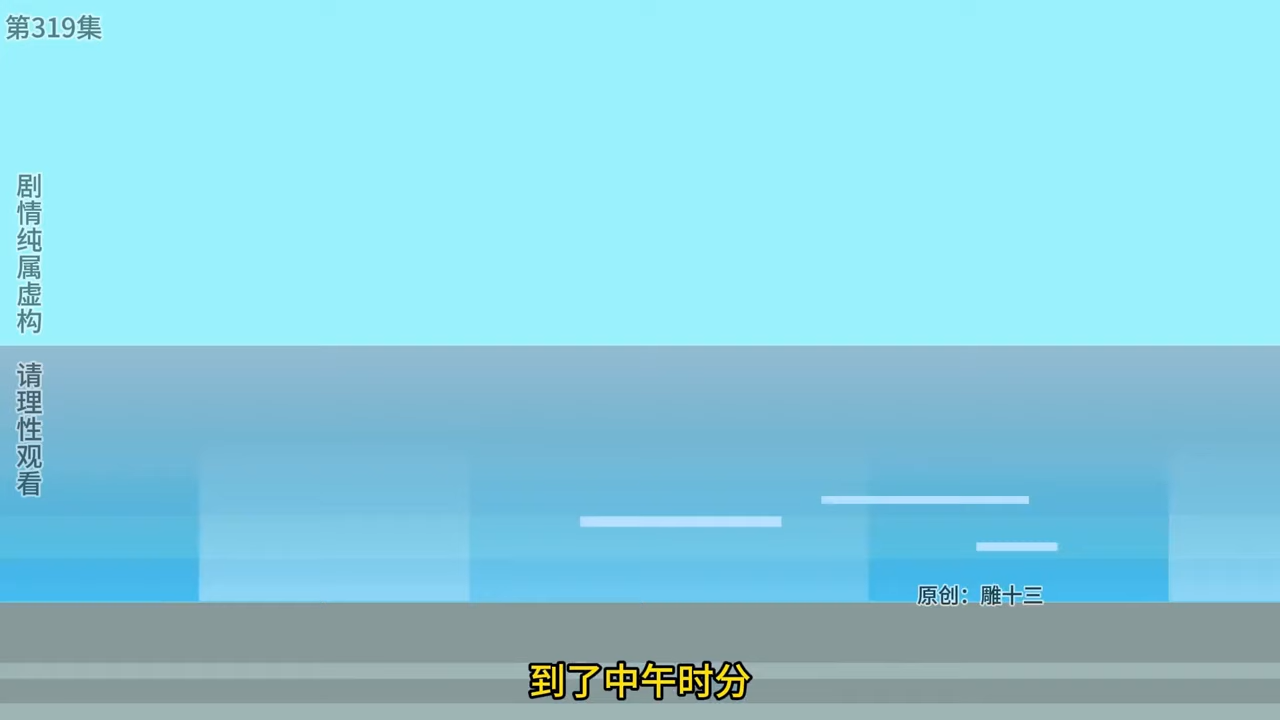 第319集
剧情纯属虚构 请理性观看
原创：雕十三
到了中午时分